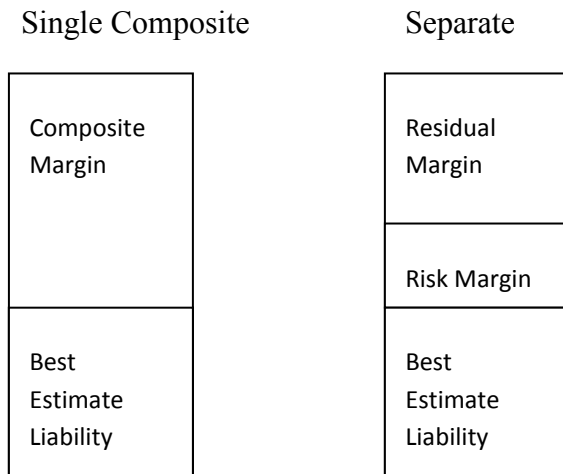 Single Composite
Separate
Composite
Margin
Residual
Margin
Risk Margin
Best
Estimate
Liability
Best
Estimate
Liability